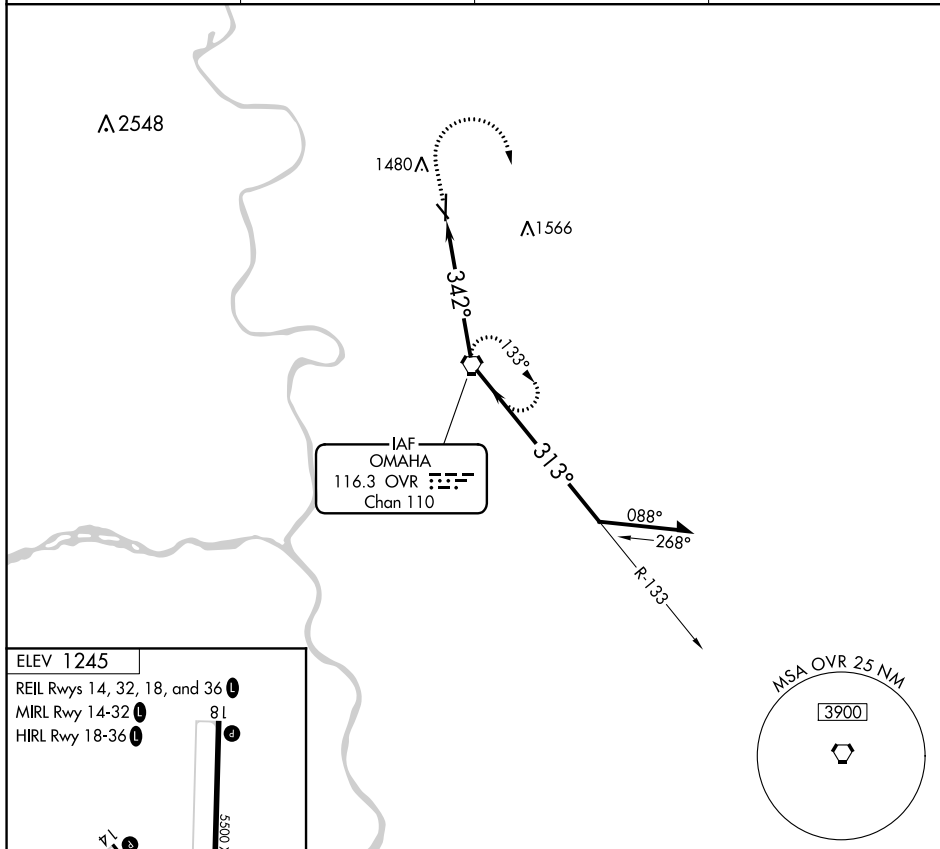 2548
1480
1566
342°
133°
IAF
OMAHA
116.3 OVR
Chan 110
313°
088°
268°
R-133
MSA OVR 25 NM
3900
ELEV 1245
REIL Rwys 14, 32, 18, and 36 L
MIRL Rwy 14-32 L
HIRL Rwy 18-36 L
18
P
5500
14
P